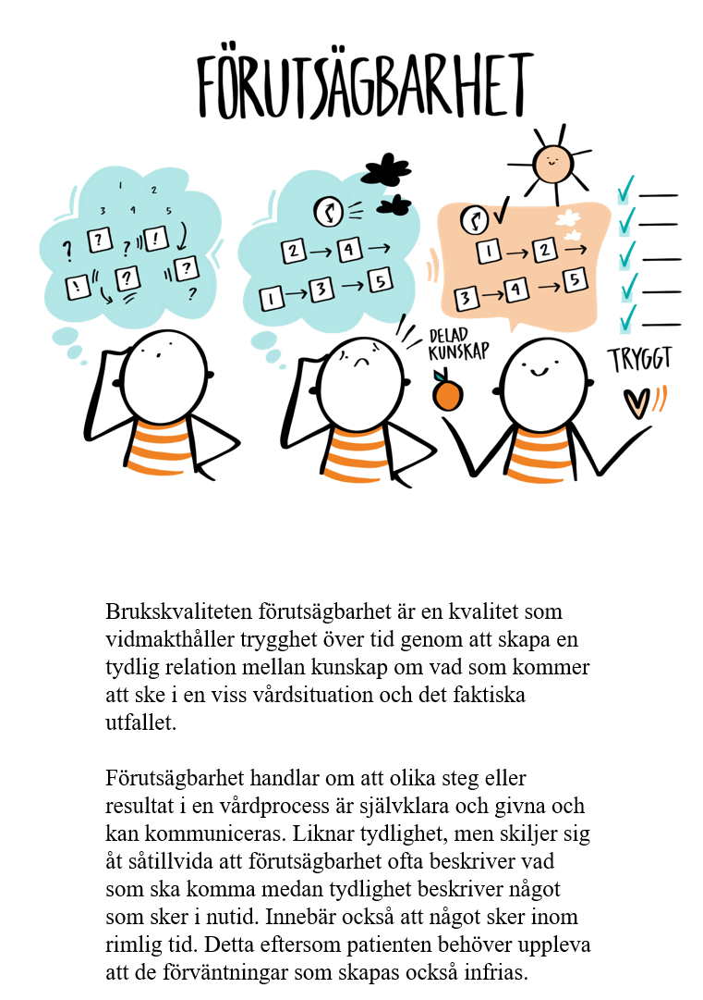 FÖRUTSÄGBARHET
1 2
3 4 5
? ? ? !
! ? ?
?
2 4
1 3 5
1 2
3 4 5
DELAD
KUNSKAP
TRYGGT
Brukskvaliteten förutsägbarhet är en kvalitet som
vidmakthåller trygghet över tid genom att skapa en
tydlig relation mellan kunskap om vad som kommer
att ske i en viss vårdsituation och det faktiska
utfallet.
Förutsägbarhet handlar om att olika steg eller
resultat i en vårdprocess är självklara och givna och
kan kommuniceras. Liknar tydlighet, men skiljer sig
åt såtillvida att förutsägbarhet ofta beskriver vad
som ska komma medan tydlighet beskriver något
som sker i nutid. Innebär också att något sker inom
rimlig tid. Detta eftersom patienten behöver uppleva
att de förväntningar som skapas också infrias.